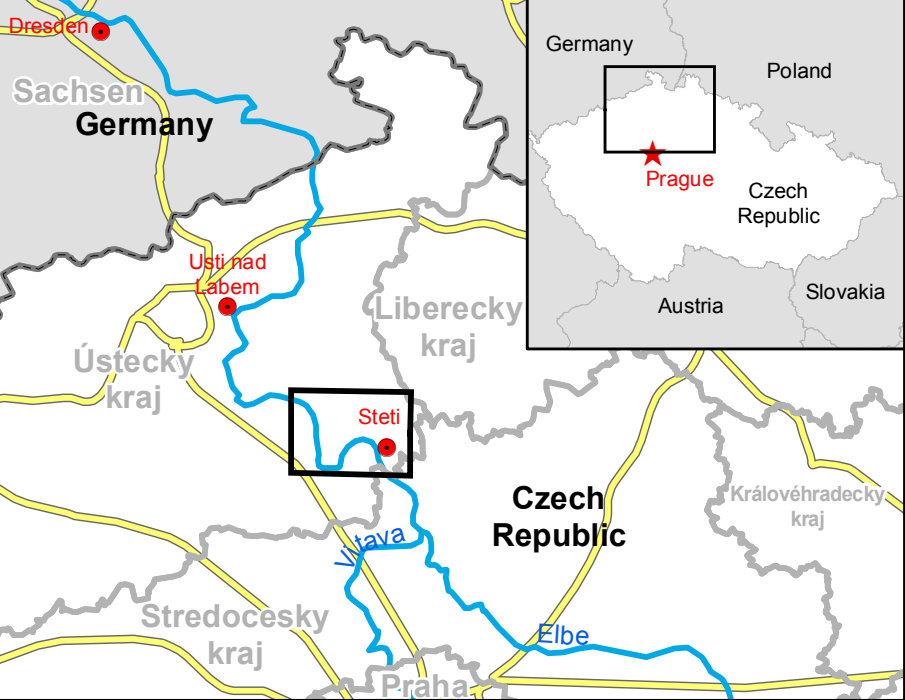 Dresden
Sachsen
Germany
Germany
Poland
Prague
Czech
Republic
Slovakia
Austria
Usti nad
Labem
Liberecky
kraj
Ústecký
kraj
Steti
Czech
Republic
Královéhradecky
kraj
Vltava
Stredocesky
kraj
Elbe
Praha